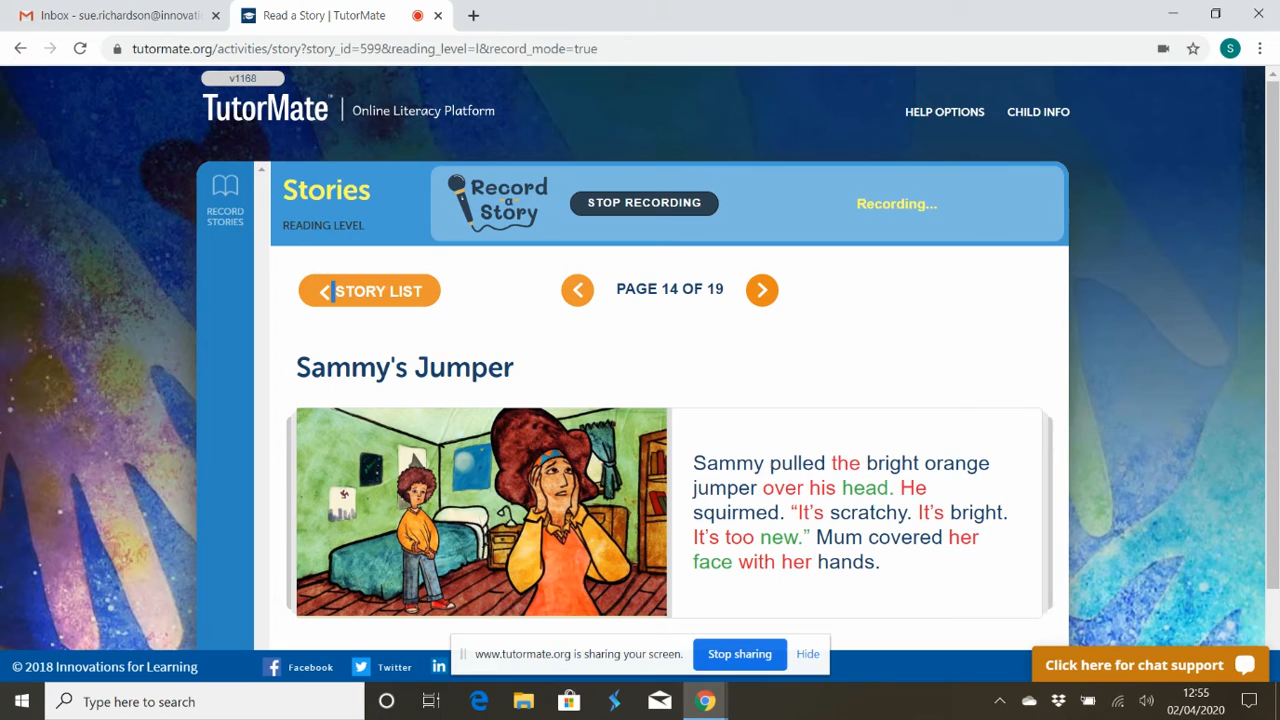 Inbox - sue.richardson@innovati
Read a Story | TutorMate
tutormate.org/activities/story?story_id=599&reading_level=I&record_mode=true
S
v1168
TutorMate™ | Online Literacy Platform
HELP OPTIONS
CHILD INFO
RECORD
STORIES
Stories
READING LEVEL
Record
a
Story
STOP RECORDING
Recording...
STORY LIST
PAGE 14 OF 19
Sammy's Jumper
Sammy pulled the bright orange
jumper over his head. He
squirmed. “It’s scratchy. It’s bright.
It’s too new.” Mum covered her
face with her hands.
www.tutormate.org is sharing your screen.
Stop sharing
Hide
© 2018 Innovations for Learning
Facebook
Twitter
in
Click here for chat support
Type here to search
12:55
02/04/2020